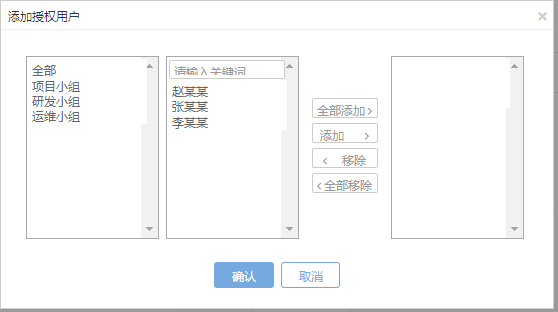 添加授权用户
全部
项目小组
研发小组
运维小组
请输入关键词
赵某某
张某某
李某某
全部添加 >
添加 >
< 移除
< 全部移除
确认
取消